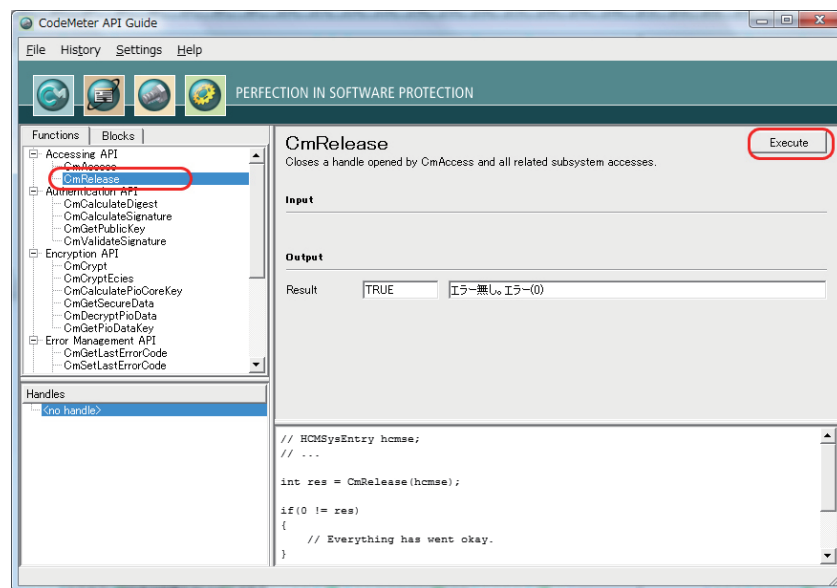 CodeMeter API Guide
File History Settings Help
PERFECTION IN SOFTWARE PROTECTION
Functions Blocks
Accessing API
CmAccess
CmRelease
Authentication API
CmCalculateDigest
CmCalculateSignature
CmGetPublicKey
CmValidateSignature
Encryption API
CmCrypt
CmCryptEcies
CmCalculatePioCoreKey
CmGetSecureData
CmDecryptPioData
CmGetPioDataKey
Error Management API
CmGetLastErrorCode
CmSetLastErrorCode
Handles
<no handle>
CmRelease
Execute
Closes a handle opened by CmAccess and all related subsystem accesses.
Input
Output
Result TRUE エラー無し。エラー(0)
// HCMSysEntry hcmse;
// ...
int res = CmRelease(hcmse);
if(0 != res)
{
// Everything has went okay.
}